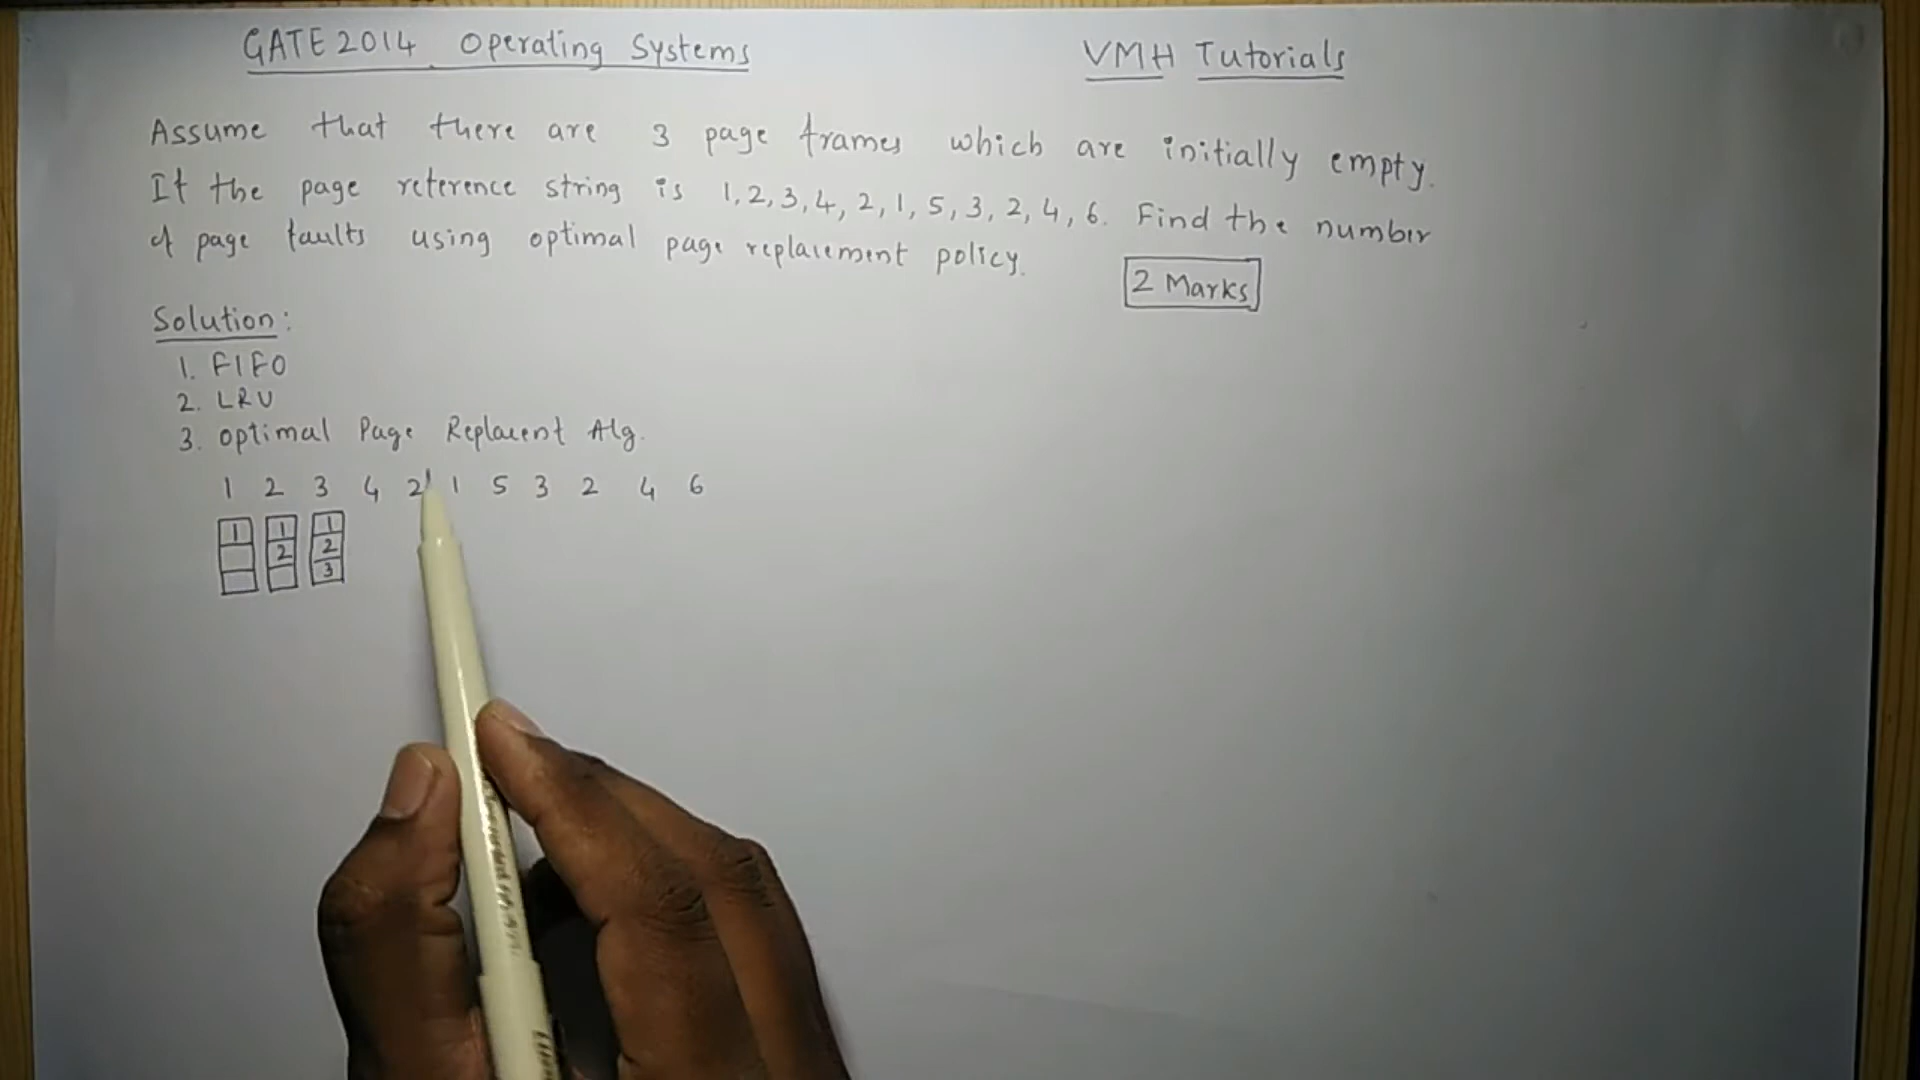 GATE 2014 Operating Systems
VMH Tutorials
Assume that there are 3 page frames which are initially empty.
If the page reference string is 1, 2, 3, 4, 2, 1, 5, 3, 2, 4, 6. Find the number
of page faults using optimal page replacement policy.
2 Marks
Solution:
1. FIFO
2. LRU
3. Optimal Page Replacent Alg.
1 2 3 4 2 1 5 3 2 4 6
1 1 1
2 2
3